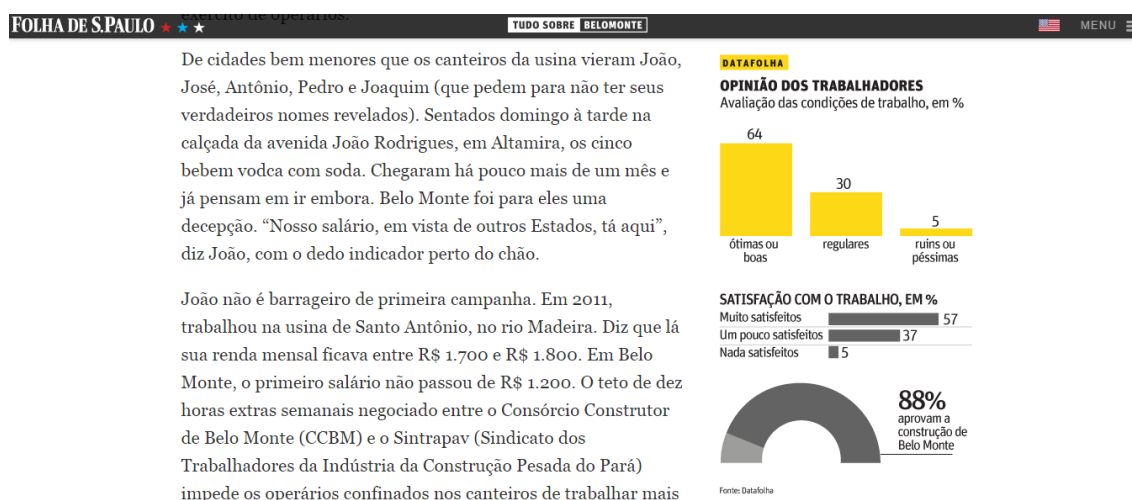 exército de operários.
FOLHA DE S.PAULO
TUDO SOBRE BELOMONTE
MENU
De cidades bem menores que os canteiros da usina vieram João,
José, Antônio, Pedro e Joaquim (que pedem para não ter seus
verdadeiros nomes revelados). Sentados domingo à tarde na
calçada da avenida João Rodrigues, em Altamira, os cinco
bebem vodca com soda. Chegaram há pouco mais de um mês e
já pensam em ir embora. Belo Monte foi para eles uma
decepção. “Nosso salário, em vista de outros Estados, tá aqui”,
diz João, com o dedo indicador perto do chão.
João não é barrageiro de primeira campanha. Em 2011,
trabalhou na usina de Santo Antônio, no rio Madeira. Diz que lá
sua renda mensal ficava entre R$ 1.700 e R$ 1.800. Em Belo
Monte, o primeiro salário não passou de R$ 1.200. O teto de dez
horas extras semanais negociado entre o Consórcio Construtor
de Belo Monte (CCBM) e o Sintrapav (Sindicato dos
Trabalhadores da Indústria da Construção Pesada do Pará)
impede os operários confinados nos canteiros de trabalhar mais
DATAFOLHA
OPINIÃO DOS TRABALHADORES
Avaliação das condições de trabalho, em %
64
30
5
ótimas ou
boas
regulares
ruins ou
péssimas
SATISFAÇÃO COM O TRABALHO, EM %
Muito satisfeitos 57
Um pouco satisfeitos 37
Nada satisfeitos 5
88%
aprovam a
construção de
Belo Monte
Fonte: Datafolha